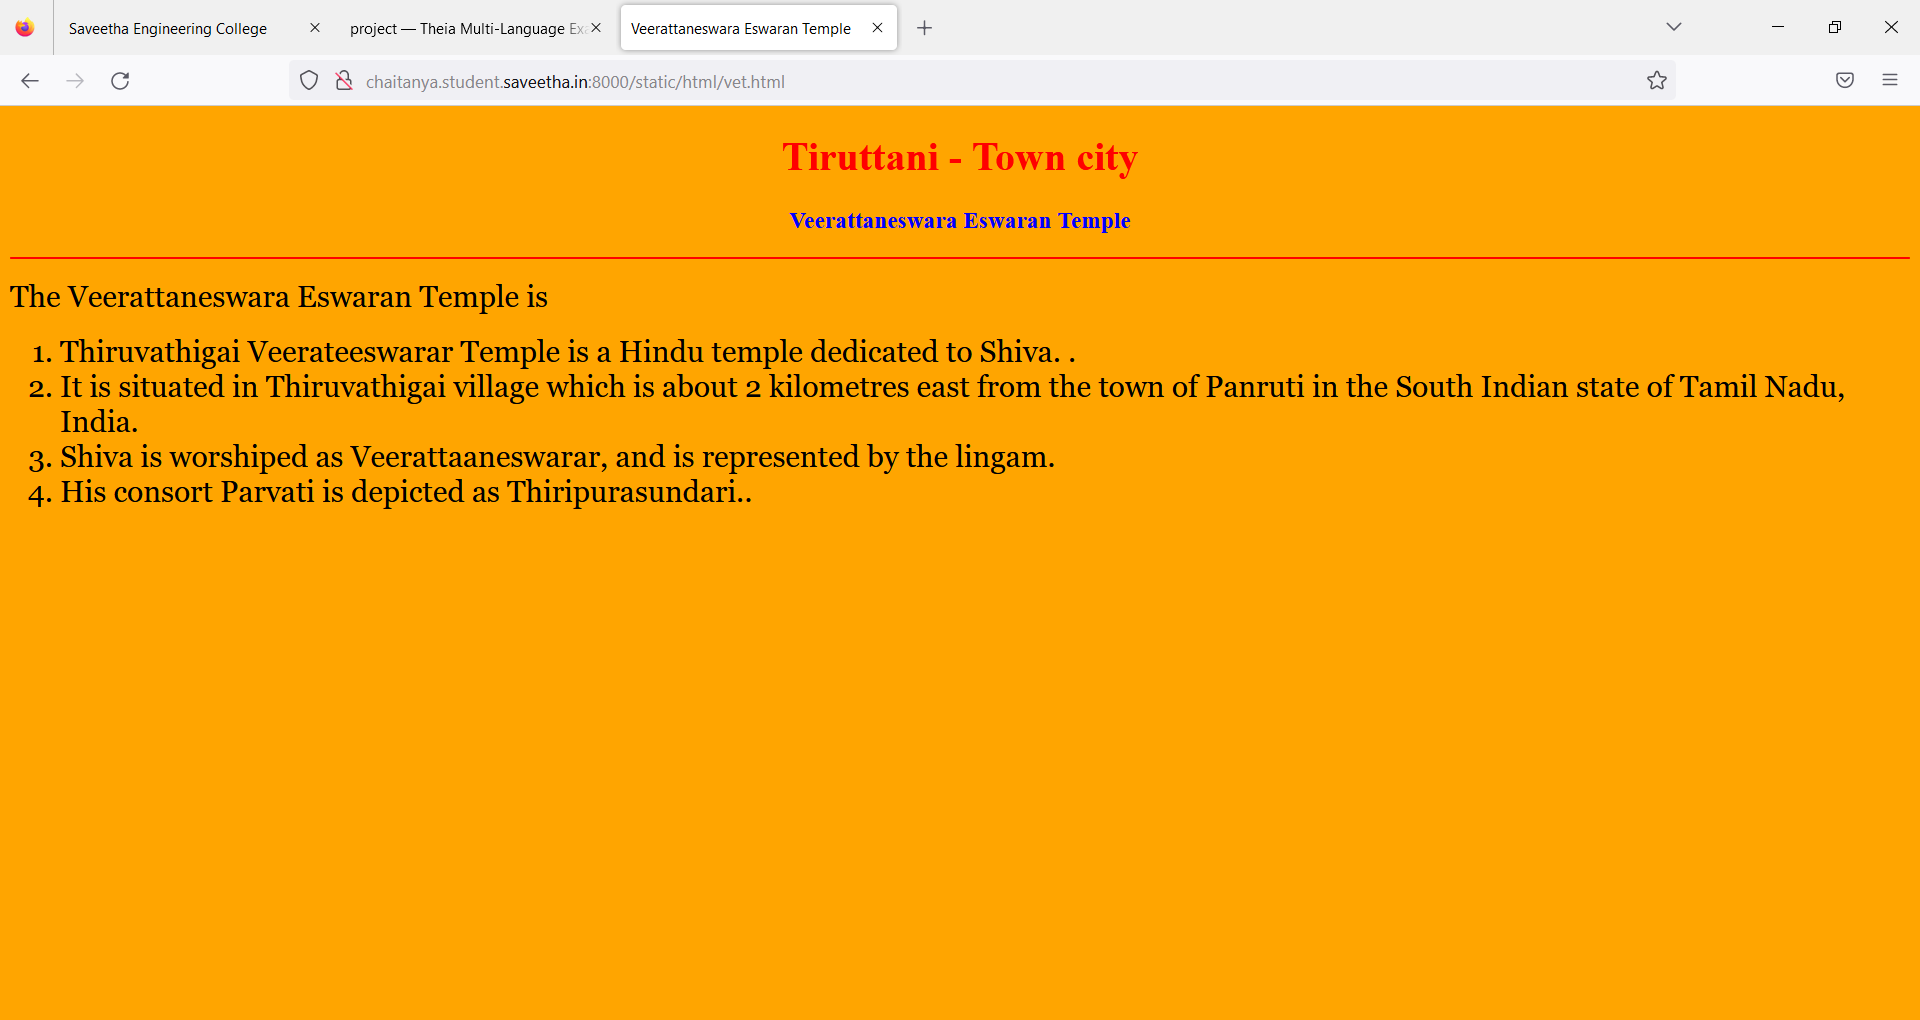 Saveetha Engineering College
project — Theia Multi-Language
Veerattaneswara Eswaran Temple
chaitanya.student.saveetha.in:8000/static/html/vet.html
Tiruttani - Town city
Veerattaneswara Eswaran Temple
The Veerattaneswara Eswaran Temple is
1. Thiruvathigai Veerateeswarar Temple is a Hindu temple dedicated to Shiva. .
2. It is situated in Thiruvathigai village which is about 2 kilometres east from the town of Panruti in the South Indian state of Tamil Nadu,
India.
3. Shiva is worshiped as Veerattaaneswarar, and is represented by the lingam.
4. His consort Parvati is depicted as Thiripurasundari..